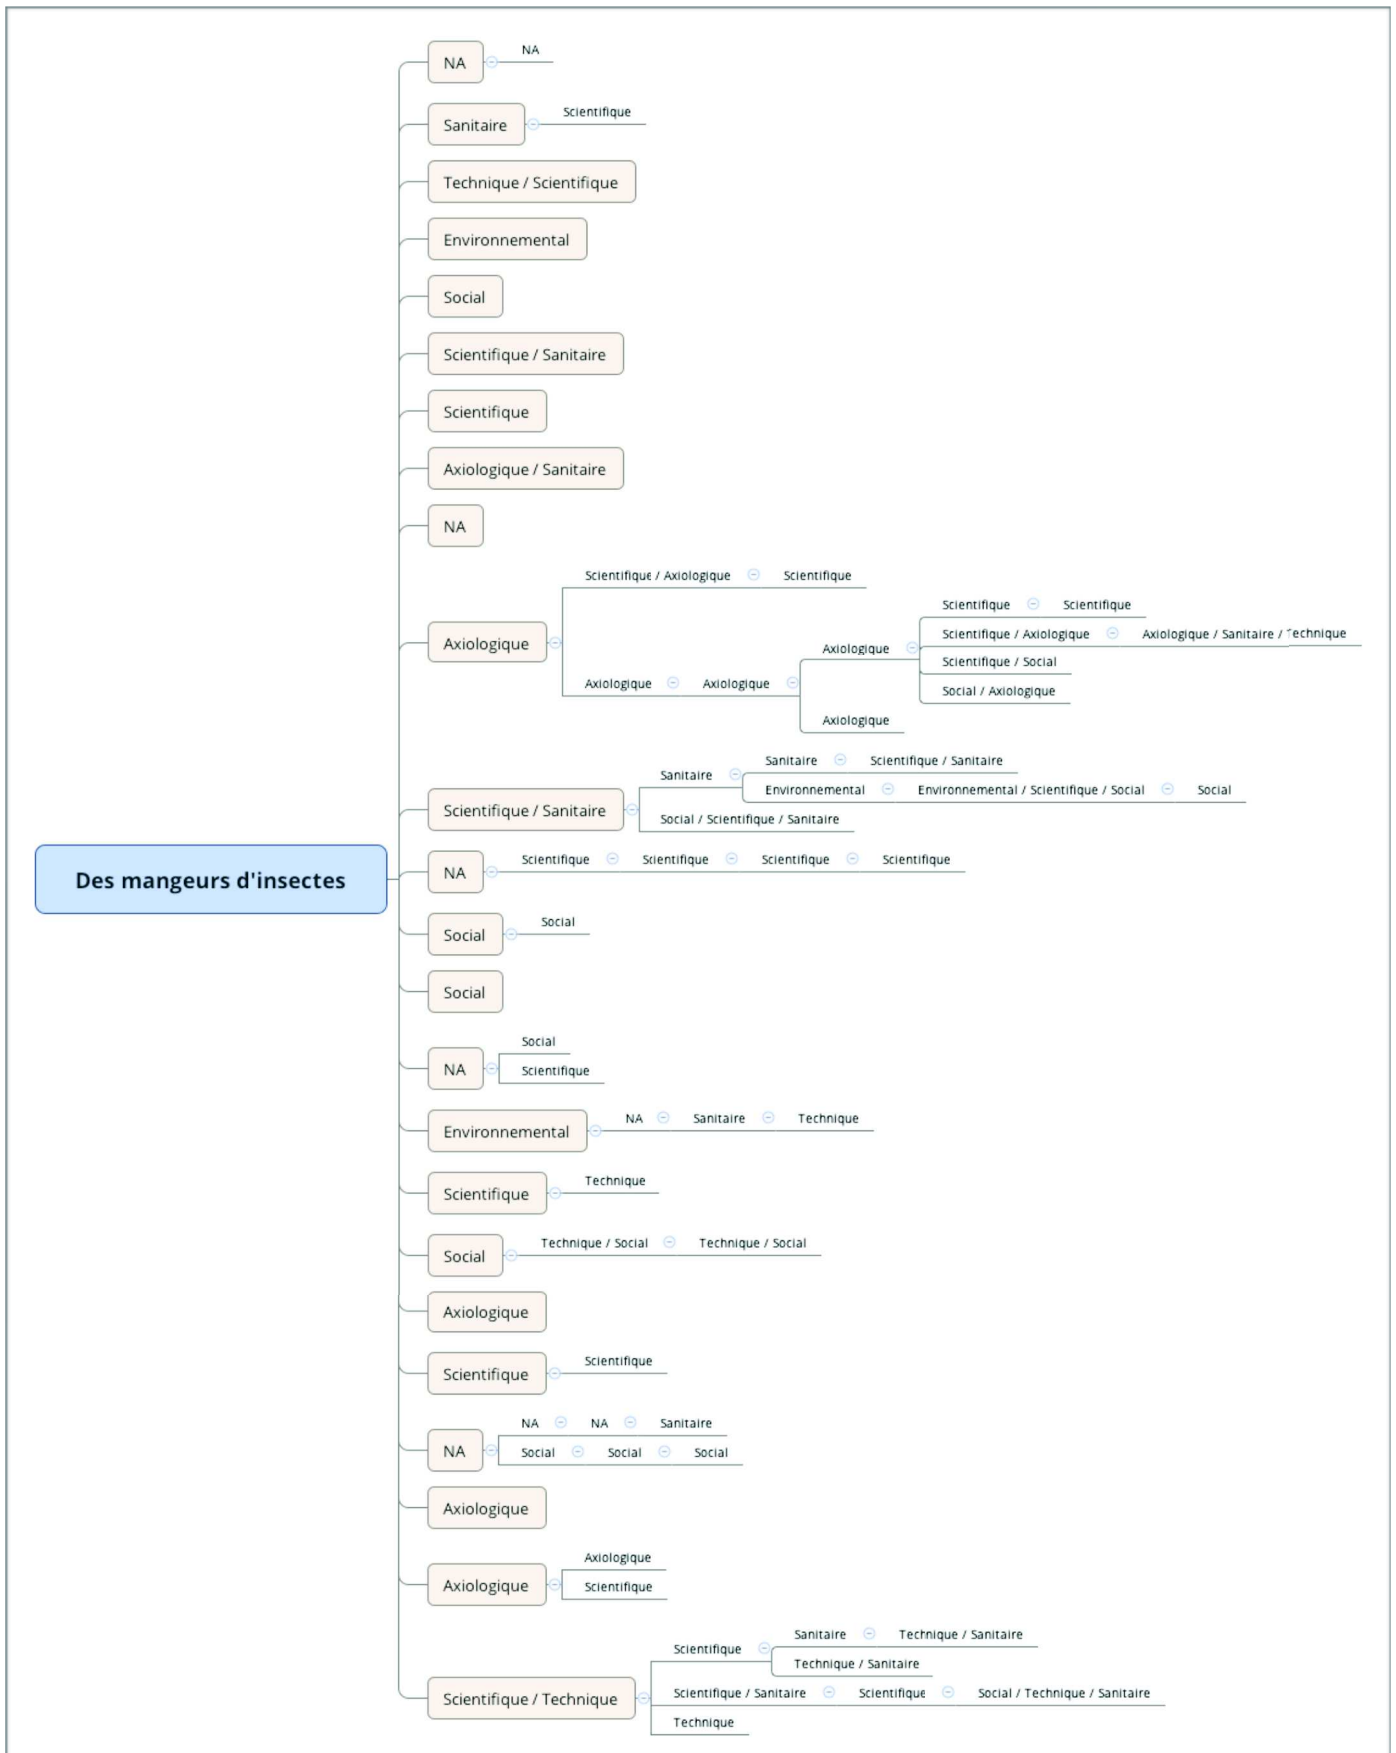 NA
NA
Sanitaire
Scientifique
Technique / Scientifique
Environnemental
Social
Scientifique / Sanitaire
Scientifique
Axiologique / Sanitaire
NA
Axiologique
Scientifique / Axiologique
Scientifique
Axiologique
Axiologique
Axiologique
Scientifique
Scientifique
Scientifique / Axiologique
Axiologique / Sanitaire / Technique
Scientifique / Social
Social / Axiologique
Axiologique
Scientifique / Sanitaire
Sanitaire
Sanitaire
Scientifique / Sanitaire
Environnemental
Environnemental / Scientifique / Social
Social
Social / Scientifique / Sanitaire
Des mangeurs d'insectes
NA
Scientifique
Scientifique
Scientifique
Scientifique
Social
Social
Social
NA
Social
Scientifique
Environnemental
NA
Sanitaire
Technique
Scientifique
Technique
Social
Technique / Social
Technique / Social
Axiologique
Scientifique
Scientifique
NA
NA
NA
Sanitaire
Social
Social
Social
Axiologique
Axiologique
Axiologique
Scientifique
Scientifique / Technique
Scientifique
Sanitaire
Technique / Sanitaire
Technique / Sanitaire
Scientifique / Sanitaire
Scientifique
Social / Technique / Sanitaire
Technique